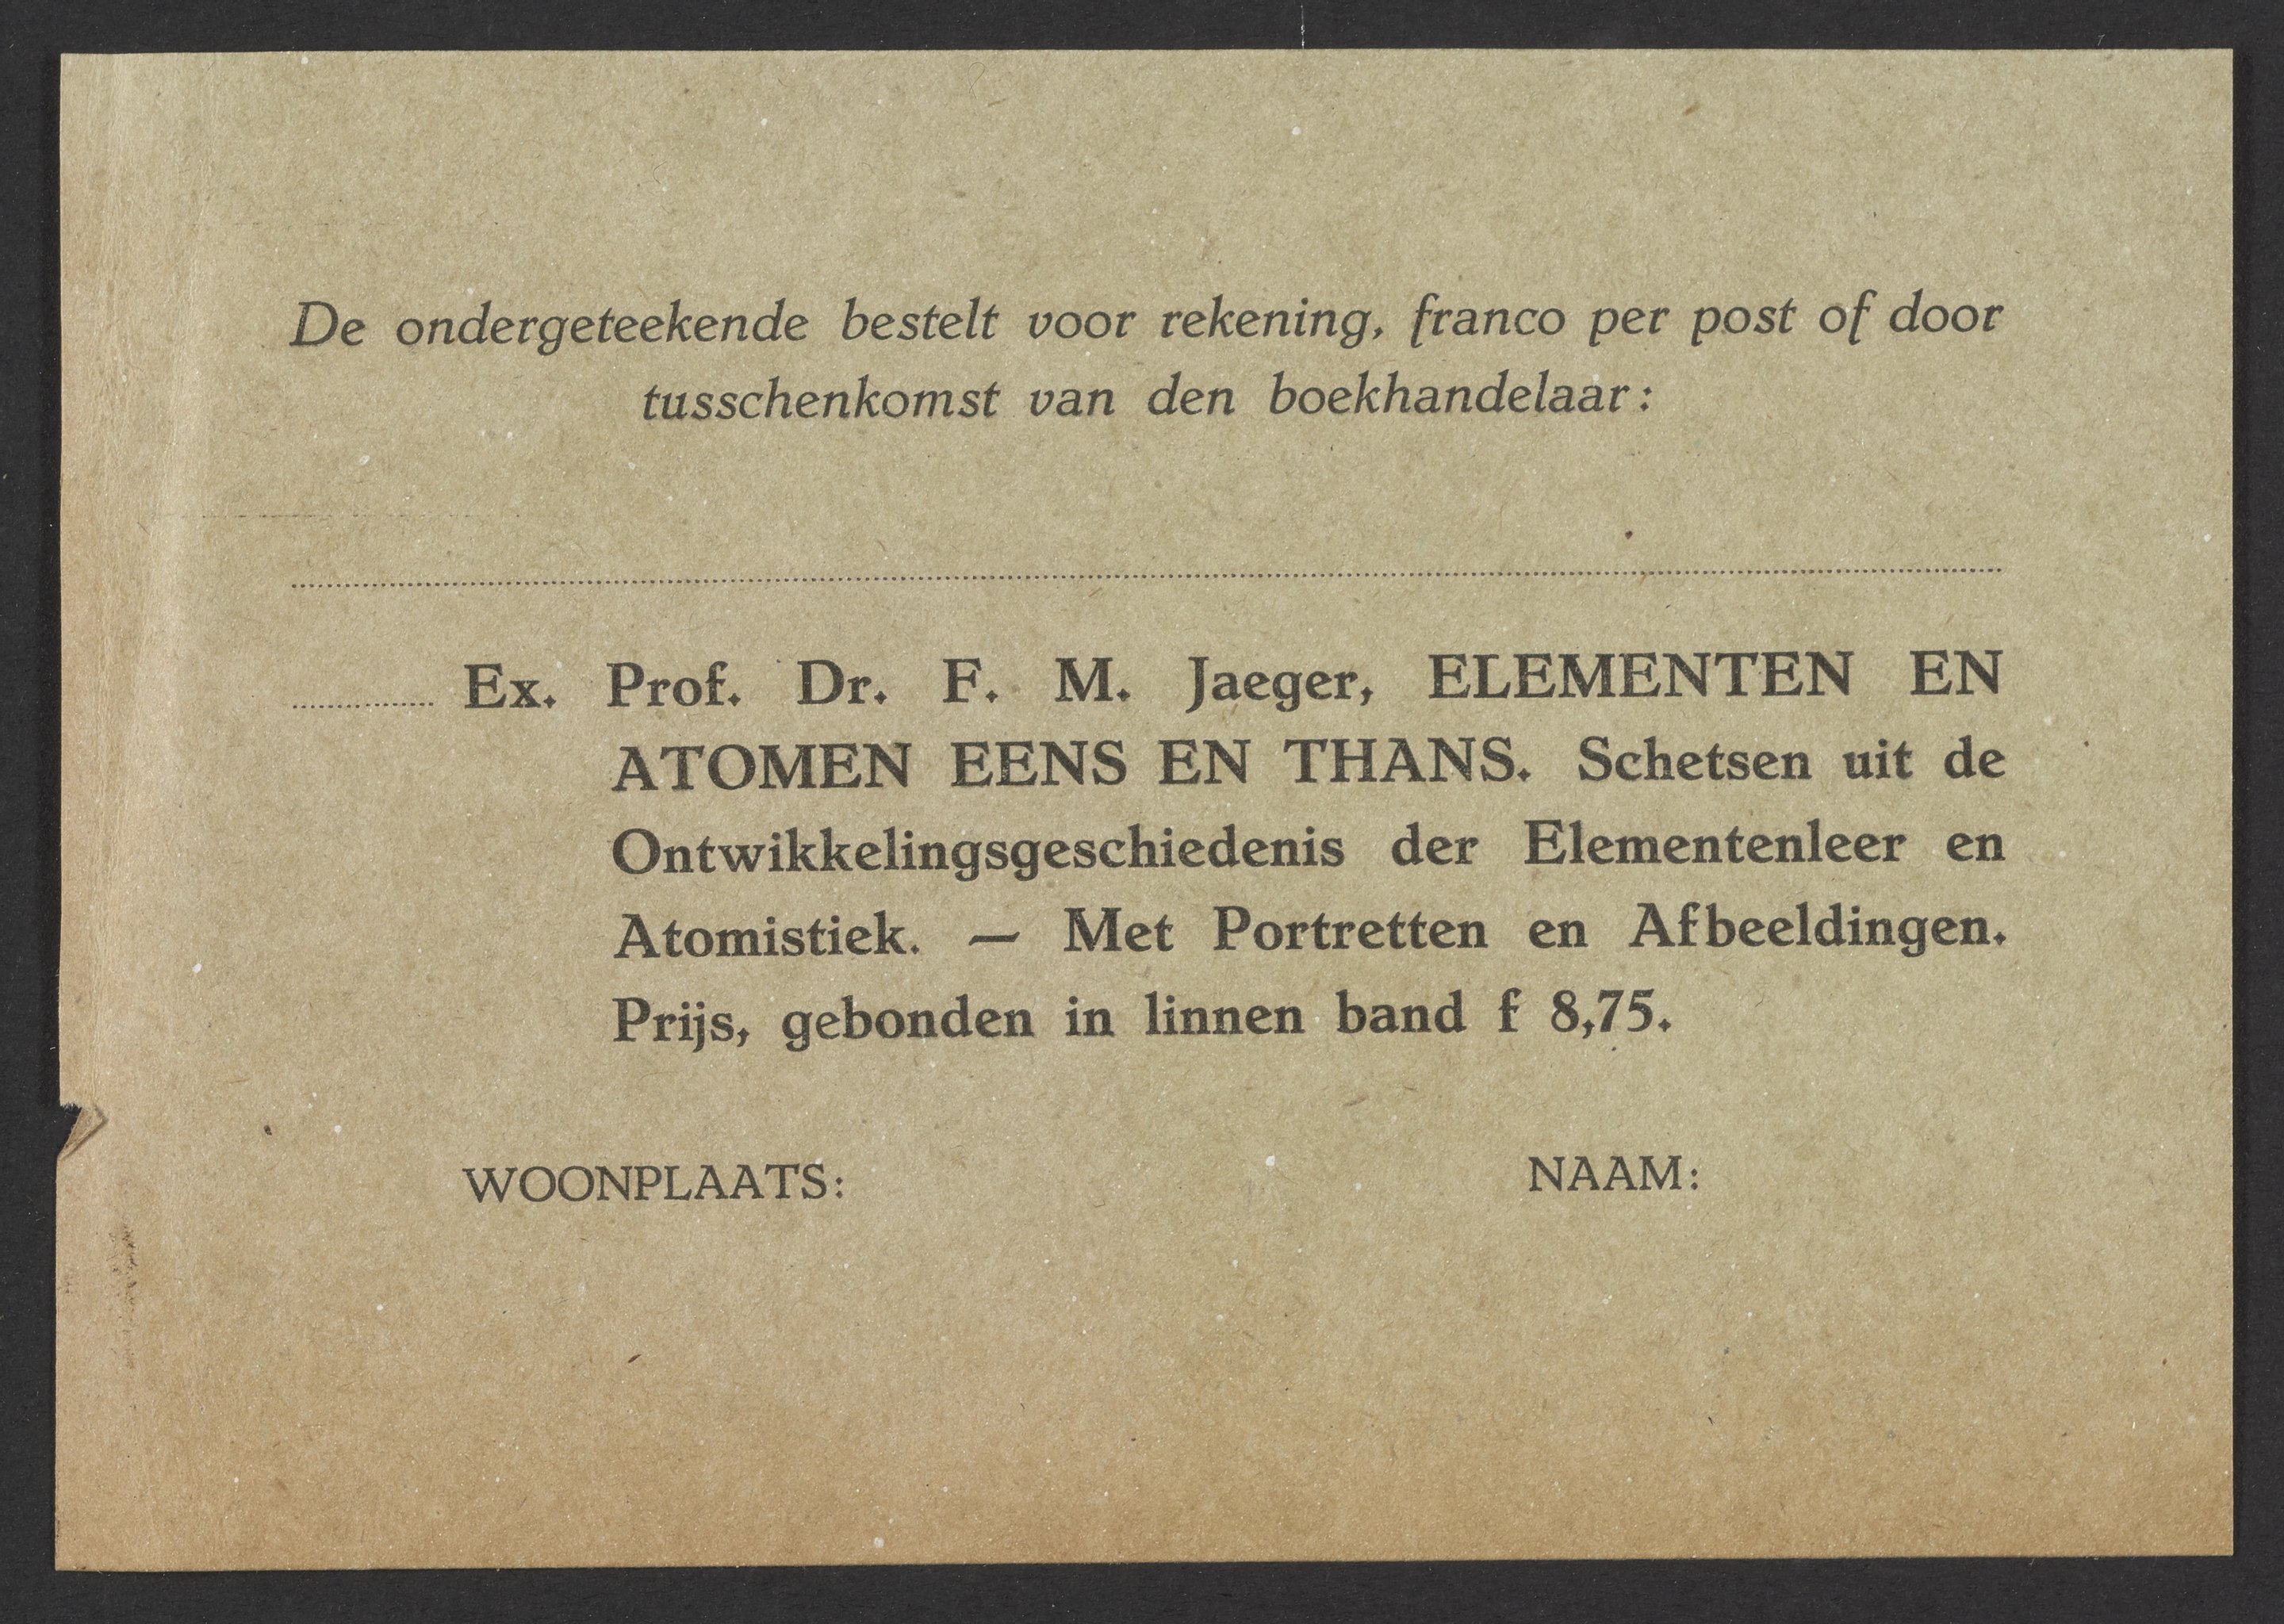 De ondergeteekende bestelt voor rekening, franco per post of door
tusschenkomst van den boekhandelaar:
Ex. Prof. Dr. F. M. Jaeger, ELEMENTEN EN
ATOMEN EENS EN THANS. Schetsen uit de
Ontwikkelingsgeschiedenis der Elementenleer en
Atomistiek. — Met Portretten en Afbeeldingen.
Prijs, gebonden in linnen band f 8,75.
WOONPLAATS: NAAM: